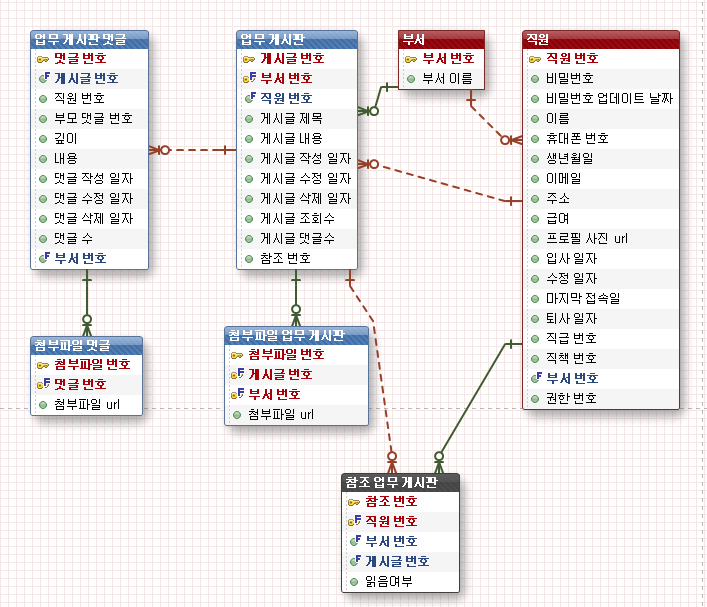 업무 게시판 댓글
댓글 번호
게시글 번호
직원 번호
부모 댓글 번호
깊이
내용
댓글 작성 일자
댓글 수정 일자
댓글 삭제 일자
댓글 수
부서 번호
업무 게시판
게시글 번호
부서 번호
직원 번호
게시글 제목
게시글 내용
게시글 작성 일자
게시글 수정 일자
게시글 삭제 일자
게시글 조회수
게시글 댓글수
참조 번호
부서
부서 번호
부서 이름
직원
직원 번호
비밀번호
비밀번호 업데이트 날짜
이름
휴대폰 번호
생년월일
이메일
주소
급여
프로필 사진 url
입사 일자
수정 일자
마지막 접속일
퇴사 일자
직급 번호
직책 번호
부서 번호
권한 번호
첨부파일 댓글
첨부파일 번호
댓글 번호
첨부파일 url
첨부파일 업무 게시판
첨부파일 번호
게시글 번호
부서 번호
첨부파일 url
참조 업무 게시판
참조 번호
직원 번호
부서 번호
게시글 번호
읽음여부